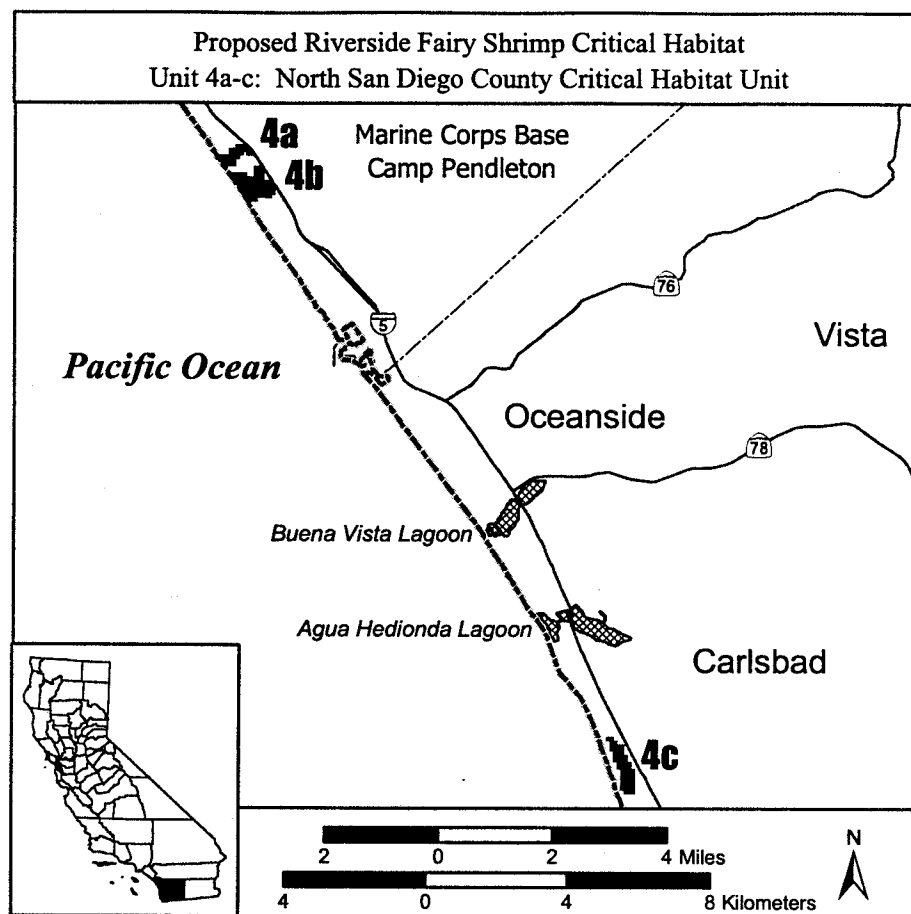 Proposed Riverside Fairy Shrimp Critical Habitat
Unit 4a-c: North San Diego County Critical Habitat Unit
4a
Marine Corps Base
Camp Pendleton
4b
76
5
Vista
Pacific Ocean
Oceanside
78
Buena Vista Lagoon
Agua Hedionda Lagoon
Carlsbad
4c
2 0 2 4 Miles
4 0 4 8 Kilometers
N